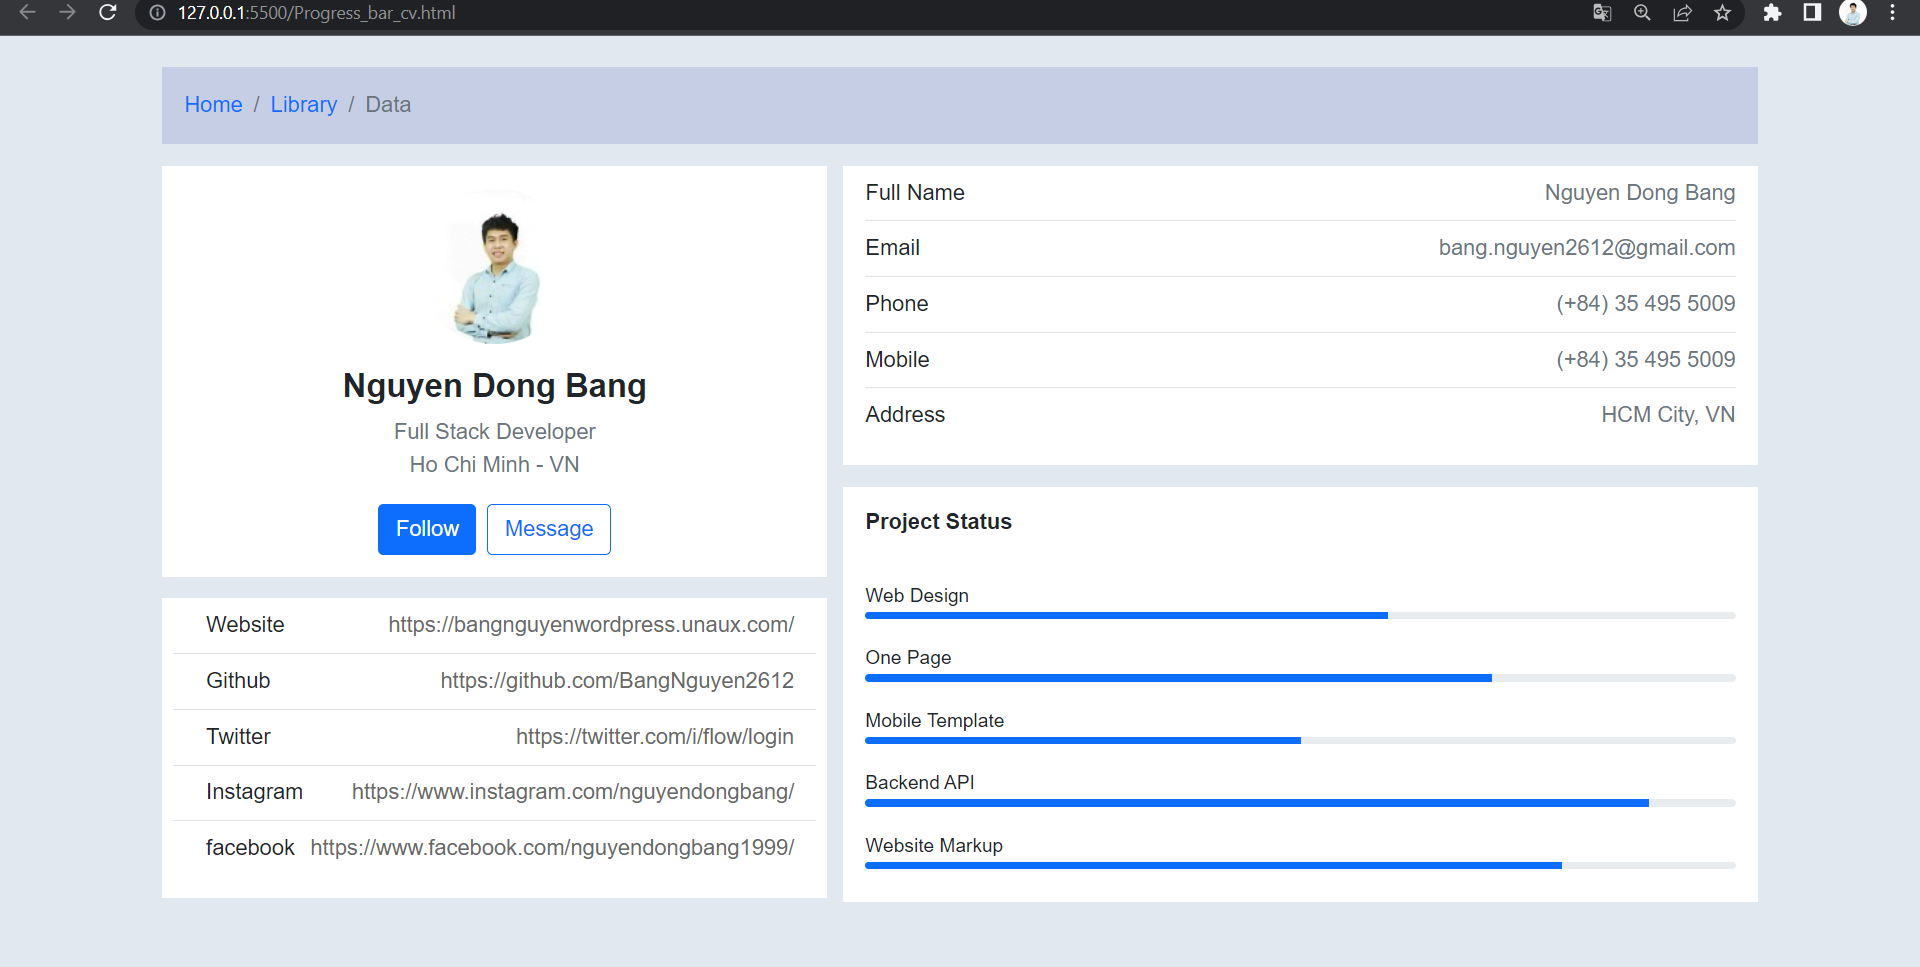 127.0.0.1:5500/Progress_bar_cv.html
Home / Library / Data
Nguyen Dong Bang
Full Stack Developer
Ho Chi Minh - VN
Follow Message
Website https://bangnguyenwordpress.unaux.com/
Github https://github.com/BangNguyen2612
Twitter https://twitter.com/i/flow/login
Instagram https://www.instagram.com/nguyendongbang/
facebook https://www.facebook.com/nguyendongbang1999/
Full Name Nguyen Dong Bang
Email bang.nguyen2612@gmail.com
Phone (+84) 35 495 5009
Mobile (+84) 35 495 5009
Address HCM City, VN
Project Status
Web Design
One Page
Mobile Template
Backend API
Website Markup